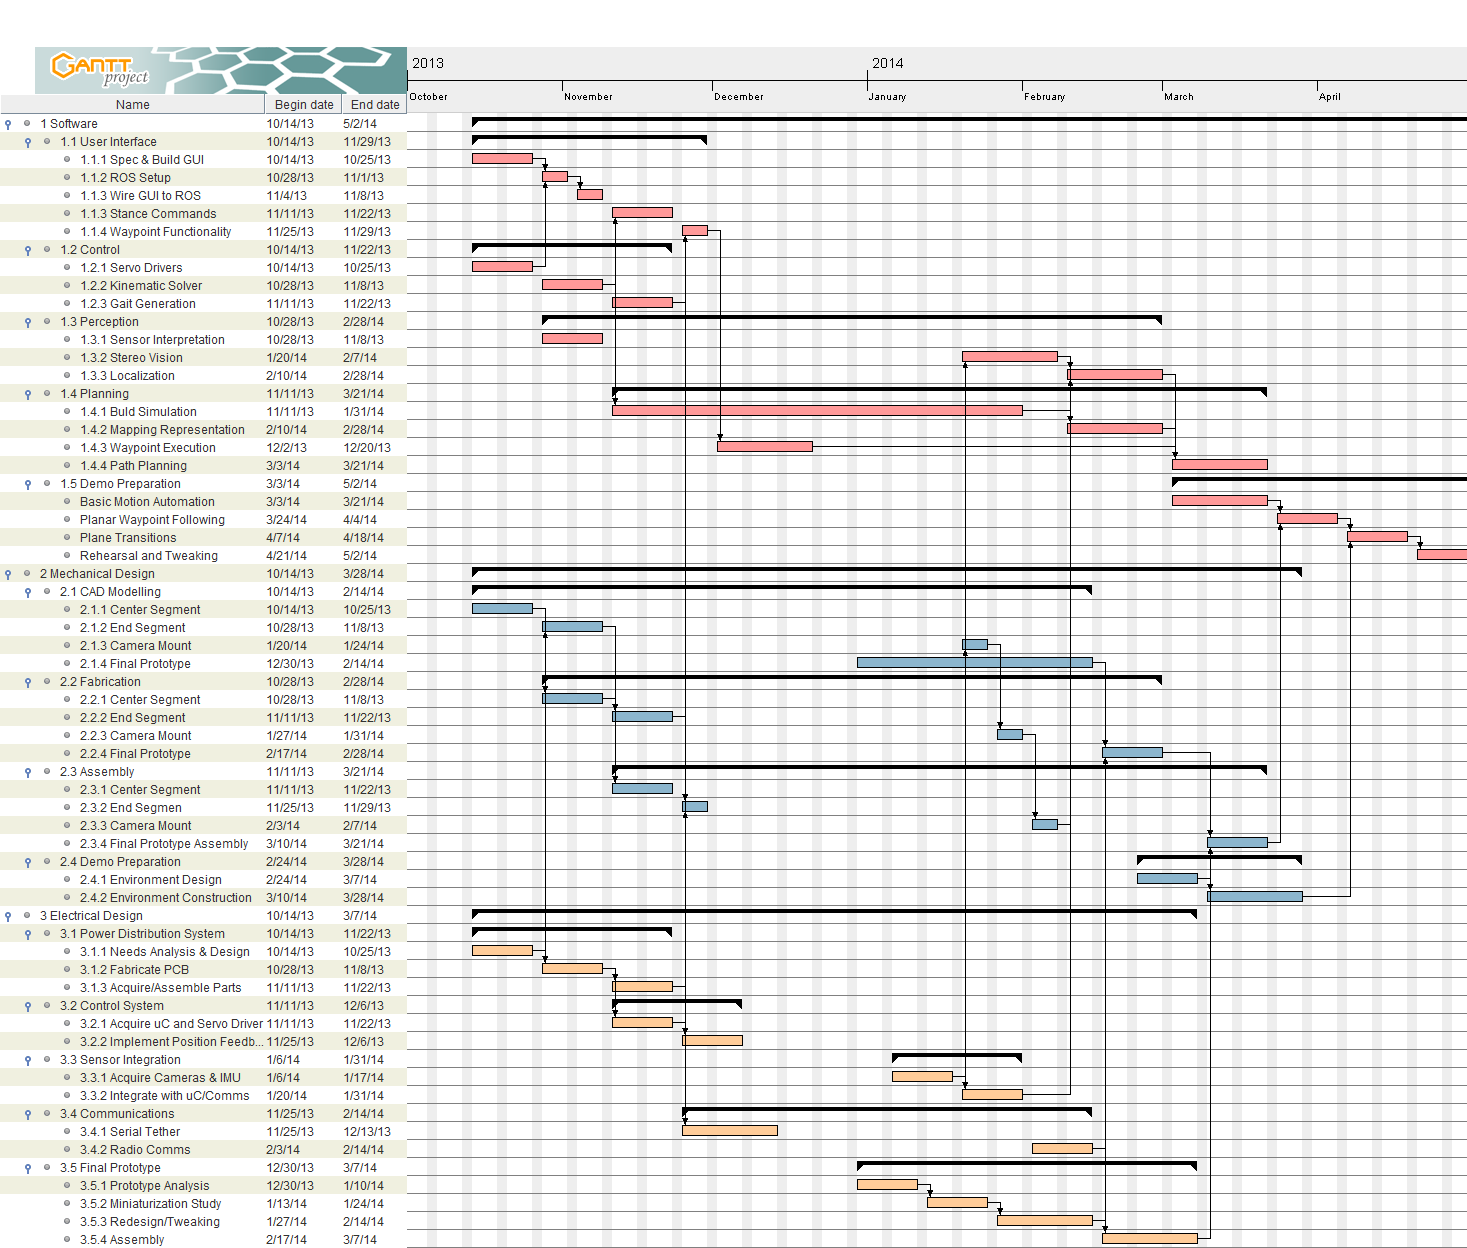 GANTT
project
2013
2014
October November December January February March April
Name Begin date End date
1 Software 10/14/13 5/2/14
1.1 User Interface 10/14/13 11/29/13
1.1.1 Spec & Build GUI 10/14/13 10/25/13
1.1.2 ROS Setup 10/28/13 11/1/13
1.1.3 Wire GUI to ROS 11/4/13 11/8/13
1.1.3 Stance Commands 11/11/13 11/22/13
1.1.4 Waypoint Functionality 11/25/13 11/29/13
1.2 Control 10/14/13 11/22/13
1.2.1 Servo Drivers 10/14/13 10/25/13
1.2.2 Kinematic Solver 10/28/13 11/8/13
1.2.3 Gait Generation 11/11/13 11/22/13
1.3 Perception 10/28/13 2/28/14
1.3.1 Sensor Interpretation 10/28/13 11/8/13
1.3.2 Stereo Vision 1/20/14 2/7/14
1.3.3 Localization 2/10/14 2/28/14
1.4 Planning 11/11/13 3/21/14
1.4.1 Buld Simulation 11/11/13 1/31/14
1.4.2 Mapping Representation 2/10/14 2/28/14
1.4.3 Waypoint Execution 12/2/13 12/20/13
1.4.4 Path Planning 3/3/14 3/21/14
1.5 Demo Preparation 3/3/14 5/2/14
Basic Motion Automation 3/3/14 3/21/14
Planar Waypoint Following 3/24/14 4/4/14
Plane Transitions 4/7/14 4/18/14
Rehearsal and Tweaking 4/21/14 5/2/14
2 Mechanical Design 10/14/13 3/28/14
2.1 CAD Modelling 10/14/13 2/14/14
2.1.1 Center Segment 10/14/13 10/25/13
2.1.2 End Segment 10/28/13 11/8/13
2.1.3 Camera Mount 1/20/14 1/24/14
2.1.4 Final Prototype 12/30/13 2/14/14
2.2 Fabrication 10/28/13 2/28/14
2.2.1 Center Segment 10/28/13 11/8/13
2.2.2 End Segment 11/11/13 11/22/13
2.2.3 Camera Mount 1/27/14 1/31/14
2.2.4 Final Prototype 2/17/14 2/28/14
2.3 Assembly 11/11/13 3/21/14
2.3.1 Center Segment 11/11/13 11/22/13
2.3.2 End Segmen 11/25/13 11/29/13
2.3.3 Camera Mount 2/3/14 2/7/14
2.3.4 Final Prototype Assembly 3/10/14 3/21/14
2.4 Demo Preparation 2/24/14 3/28/14
2.4.1 Environment Design 2/24/14 3/7/14
2.4.2 Environment Construction 3/10/14 3/28/14
3 Electrical Design 10/14/13 3/7/14
3.1 Power Distribution System 10/14/13 11/22/13
3.1.1 Needs Analysis & Design 10/14/13 10/25/13
3.1.2 Fabricate PCB 10/28/13 11/8/13
3.1.3 Acquire/Assemble Parts 11/11/13 11/22/13
3.2 Control System 11/11/13 12/6/13
3.2.1 Acquire uC and Servo Driver 11/11/13 11/22/13
3.2.2 Implement Position Feedb... 11/25/13 12/6/13
3.3 Sensor Integration 1/6/14 1/31/14
3.3.1 Acquire Cameras & IMU 1/6/14 1/17/14
3.3.2 Integrate with uC/Comms 1/20/14 1/31/14
3.4 Communications 11/25/13 2/14/14
3.4.1 Serial Tether 11/25/13 12/13/13
3.4.2 Radio Comms 2/3/14 2/14/14
3.5 Final Prototype 12/30/13 3/7/14
3.5.1 Prototype Analysis 12/30/13 1/10/14
3.5.2 Miniaturization Study 1/13/14 1/24/14
3.5.3 Redesign/Tweaking 1/27/14 2/14/14
3.5.4 Assembly 2/17/14 3/7/14